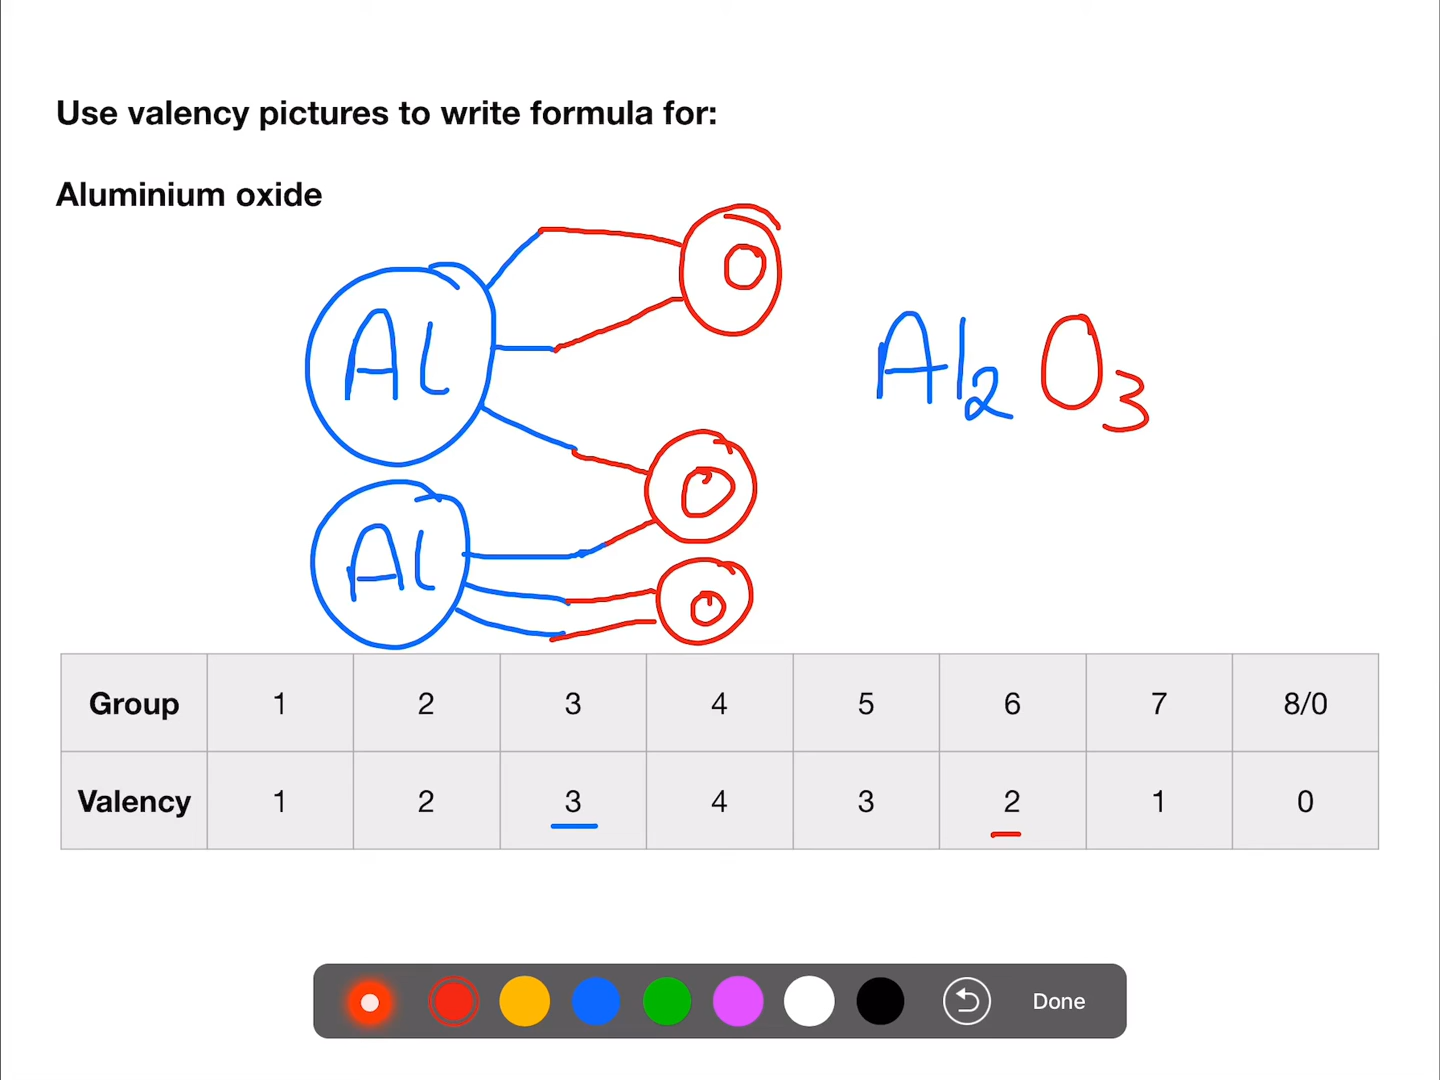 Use valency pictures to write formula for:
Aluminium oxide
Al O
Al₂ O₃
O
Al
O
Group 1 2 3 4 5 6 7 8/0
Valency 1 2 3 4 3 2 1 0
Done